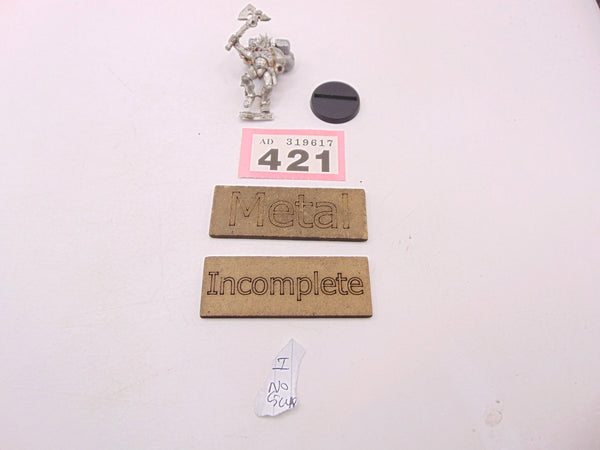 AD 319617
421
Metal
Incomplete
I
NO